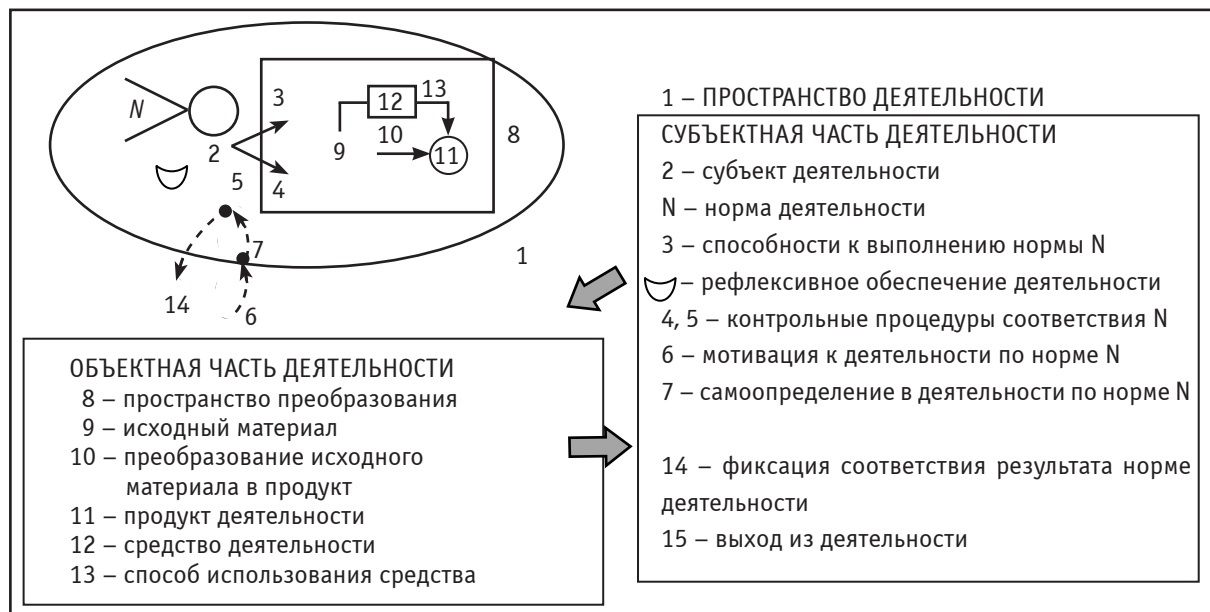 N
2
3
4
5
6
7
14
1
8
9
10
11
12
13
1 – ПРОСТРАНСТВО ДЕЯТЕЛЬНОСТИ
СУБЪЕКТНАЯ ЧАСТЬ ДЕЯТЕЛЬНОСТИ
2 – субъект деятельности
N – норма деятельности
3 – способности к выполнению нормы N
– рефлексивное обеспечение деятельности
4, 5 – контрольные процедуры соответствия N
6 – мотивация к деятельности по норме N
7 – самоопределение в деятельности по норме N
14 – фиксация соответствия результата норме
деятельности
15 – выход из деятельности
ОБЪЕКТНАЯ ЧАСТЬ ДЕЯТЕЛЬНОСТИ
8 – пространство преобразования
9 – исходный материал
10 – преобразование исходного
материала в продукт
11 – продукт деятельности
12 – средство деятельности
13 – способ использования средства